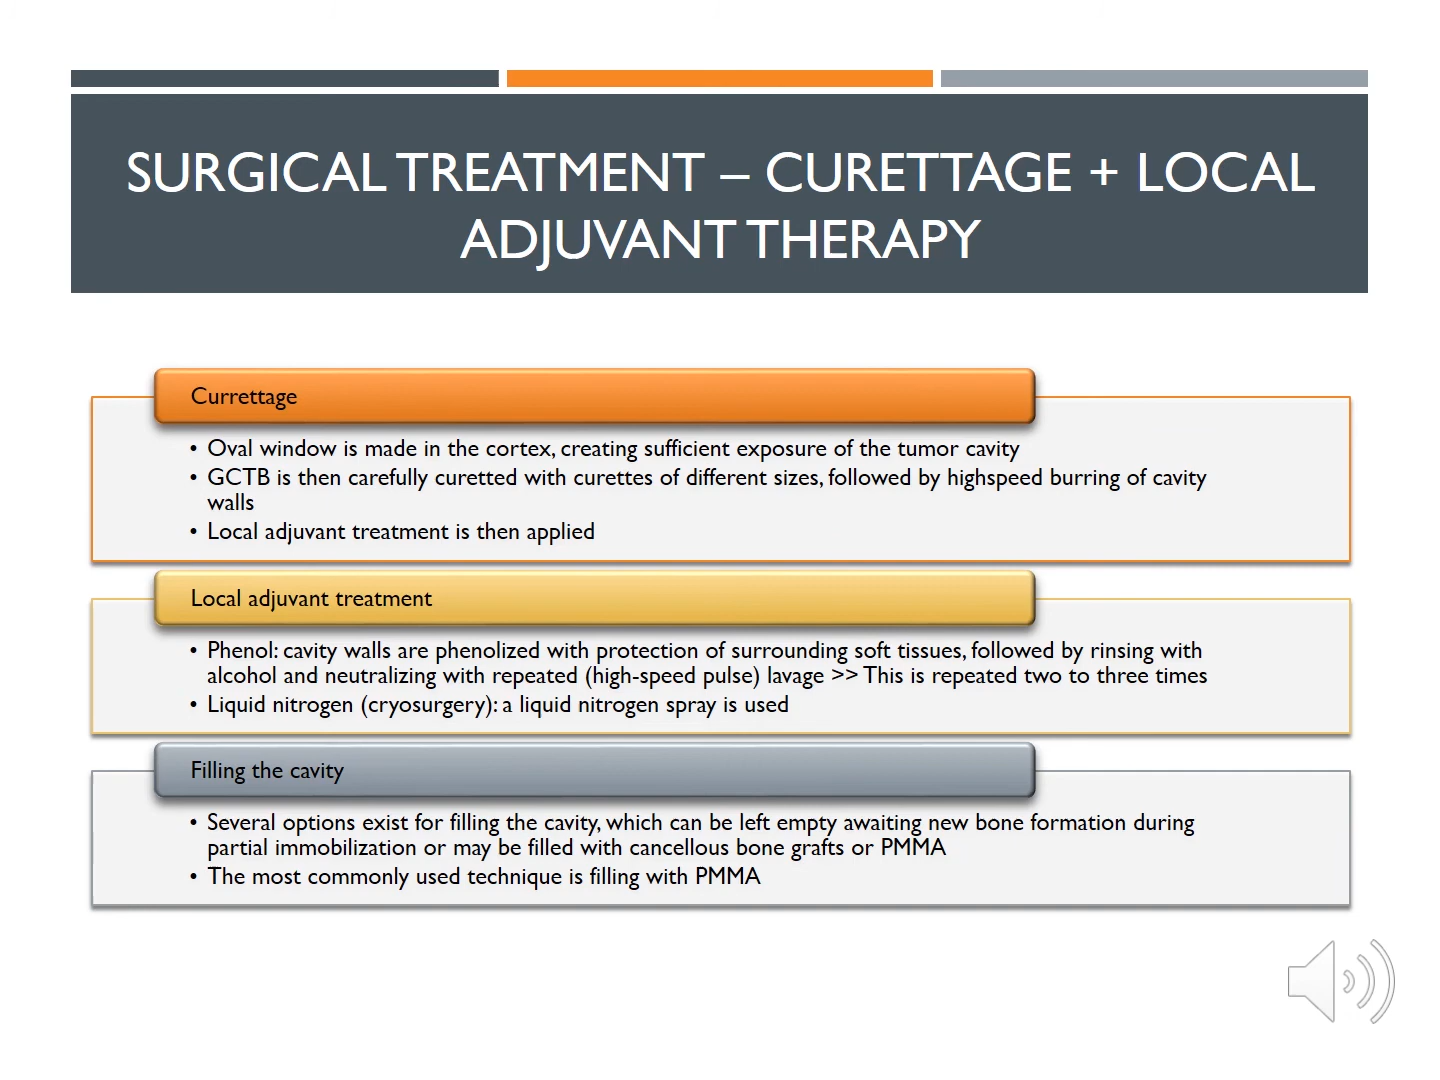 SURGICAL TREATMENT – CURETTAGE + LOCAL
ADJUVANT THERAPY
Currettage
• Oval window is made in the cortex, creating sufficient exposure of the tumor cavity
• GCTB is then carefully curetted with curettes of different sizes, followed by highspeed burring of cavity
walls
• Local adjuvant treatment is then applied
Local adjuvant treatment
• Phenol: cavity walls are phenolized with protection of surrounding soft tissues, followed by rinsing with
alcohol and neutralizing with repeated (high-speed pulse) lavage >> This is repeated two to three times
• Liquid nitrogen (cryosurgery): a liquid nitrogen spray is used
Filling the cavity
• Several options exist for filling the cavity, which can be left empty awaiting new bone formation during
partial immobilization or may be filled with cancellous bone grafts or PMMA
• The most commonly used technique is filling with PMMA